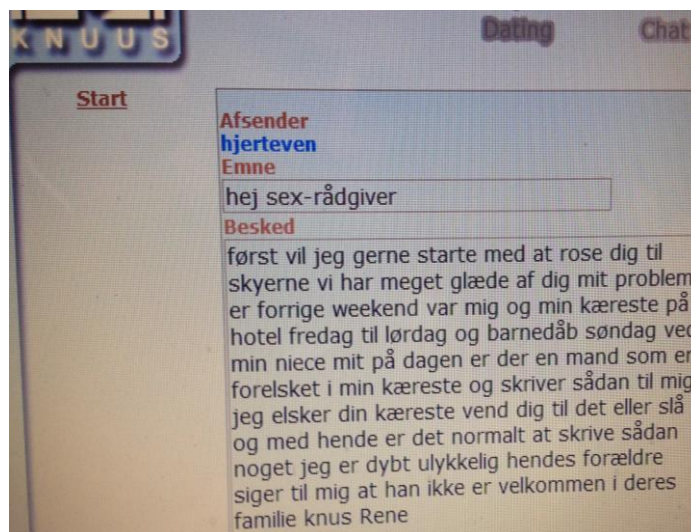 KNUUS
Dating Chat
Start
Afsender
hjerteven
Emne
hej sex-rådgiver
Besked
først vil jeg gerne starte med at rose dig til
skyerne vi har meget glæde af dig mit problem
er forrige weekend var mig og min kæreste på
hotel fredag til lørdag og barnedåb søndag ved
min niece mit på dagen er der en mand som er
forelsket i min kæreste og skriver sådan til mig
jeg elsker din kæreste vend dig til det eller slå
og med hende er det normalt at skrive sådan
noget jeg er dybt ulykkelig hendes forældre
siger til mig at han ikke er velkommen i deres
familie knus Rene